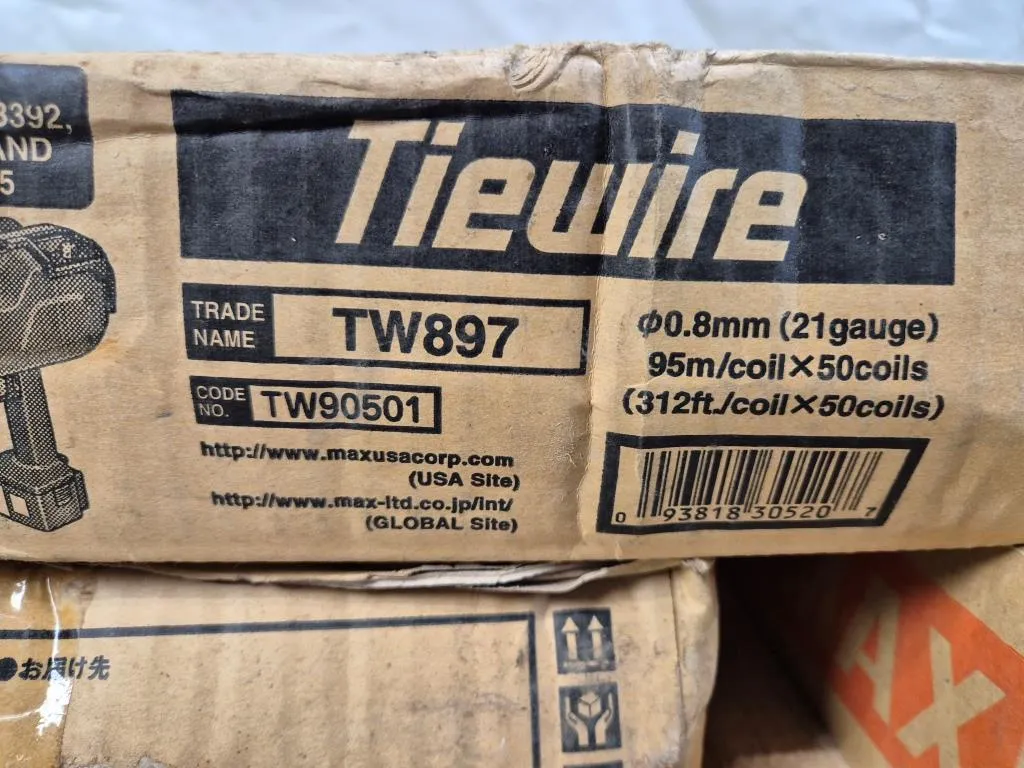 3392,
AND
5
Tiewire
TRADE NAME
TW897
CODE NO.
TW90501
φ0.8mm (21gauge)
95m/coil×50coils
(312ft./coil×50coils)
http://www.maxusacorp.com
(USA Site)
http://www.max-ltd.co.jp/int/
(GLOBAL Site)
0 93818 30520 7
お届け先
AX